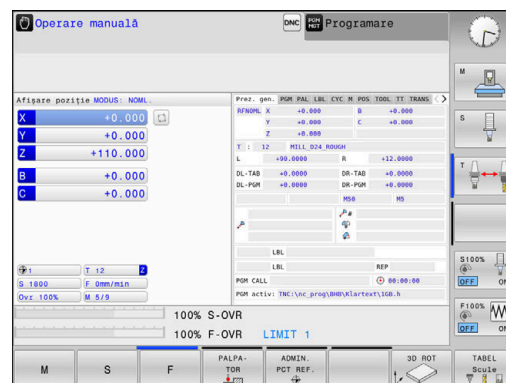 Operare manuală
DNC
PGM MGT
Programare
Afişare poziţie MODUS: NOML.
X +0.000
Y +0.000
Z +110.000
B +0.000
C +0.000
1 T 12 Z
S 1800 F 0mm/min
Ovr 100% M 5/9
Prez. gen. PGM PAL LBL CYC M POS TOOL TT TRANS
RFNOML X +0.000 B +0.000
Y +0.000 C +0.000
Z +0.000
T : 12 MILL_D24_ROUGH
L +90.0000 R +12.0000
DL-TAB +0.0000 DR-TAB +0.0000
DL-PGM +0.0000 DR-PGM +0.0000
M50 M5
LBL
LBL REP
PGM CALL 00:00:00
PGM activ: TNC:\nc_prog\BHB\Klartext\1GB.h
100% S-OVR
100% F-OVR LIMIT 1
M
S
T
S100%
OFF ON
F100%
OFF ON
M
S
F
PALPA-
TOR
ADMIN.
PCT REF.
3D ROT
TABEL
Scule